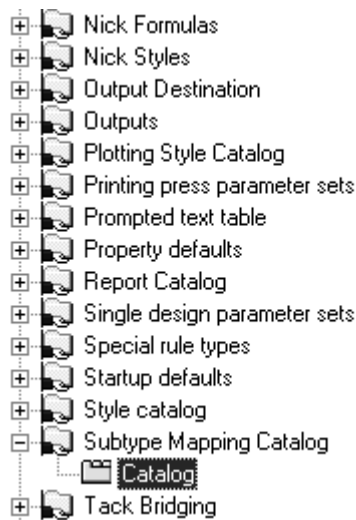 Nick Formulas
Nick Styles
Output Destination
Outputs
Plotting Style Catalog
Printing press parameter sets
Prompted text table
Property defaults
Report Catalog
Single design parameter sets
Special rule types
Startup defaults
Style catalog
Subtype Mapping Catalog
Catalog
Tack Bridging